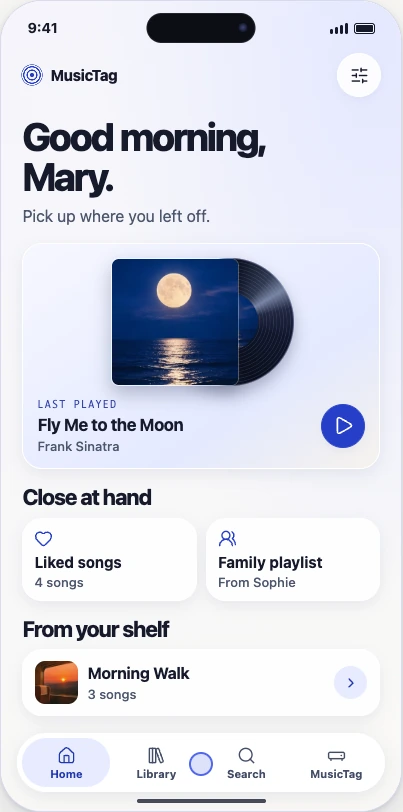 9:41
MusicTag
Good morning,
Mary.
Pick up where you left off.
LAST PLAYED
Fly Me to the Moon
Frank Sinatra
Close at hand
Liked songs
4 songs
Family playlist
From Sophie
From your shelf
Morning Walk
3 songs
Home Library Search MusicTag